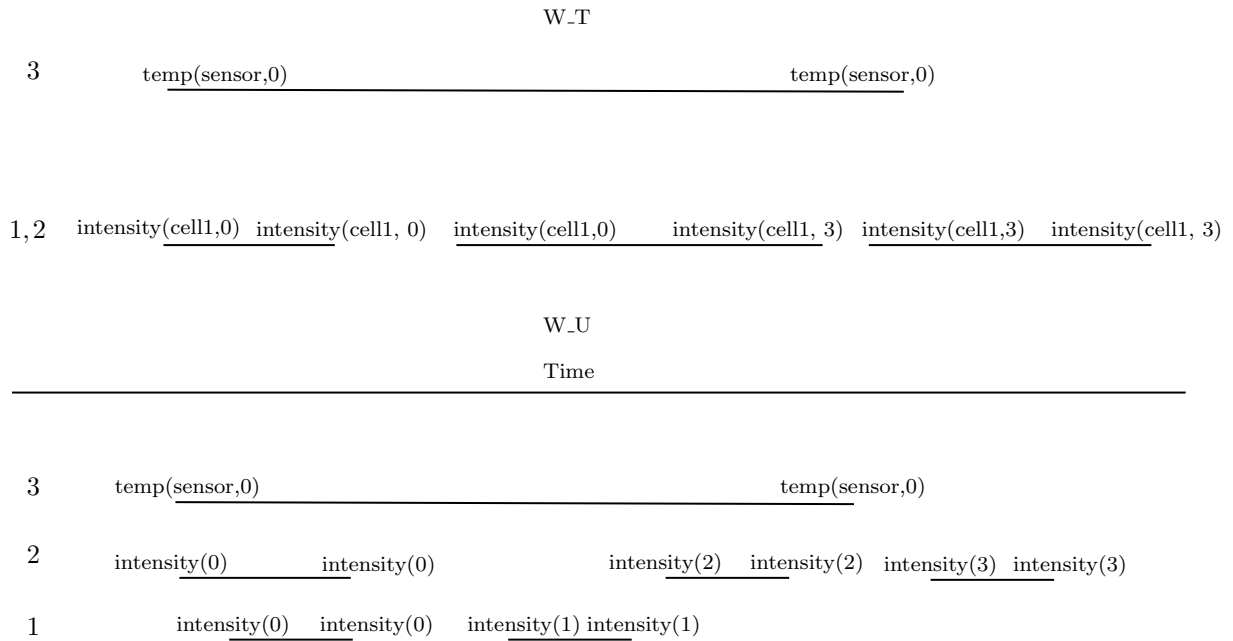 W_T
3 temp(sensor,0) temp(sensor,0)
1,2 intensity(cell1,0) intensity(cell1, 0) intensity(cell1,0) intensity(cell1, 3) intensity(cell1,3) intensity(cell1, 3)
W_U
Time
3 temp(sensor,0) temp(sensor,0)
2 intensity(0) intensity(0) intensity(2) intensity(2) intensity(3) intensity(3)
1 intensity(0) intensity(0) intensity(1) intensity(1)